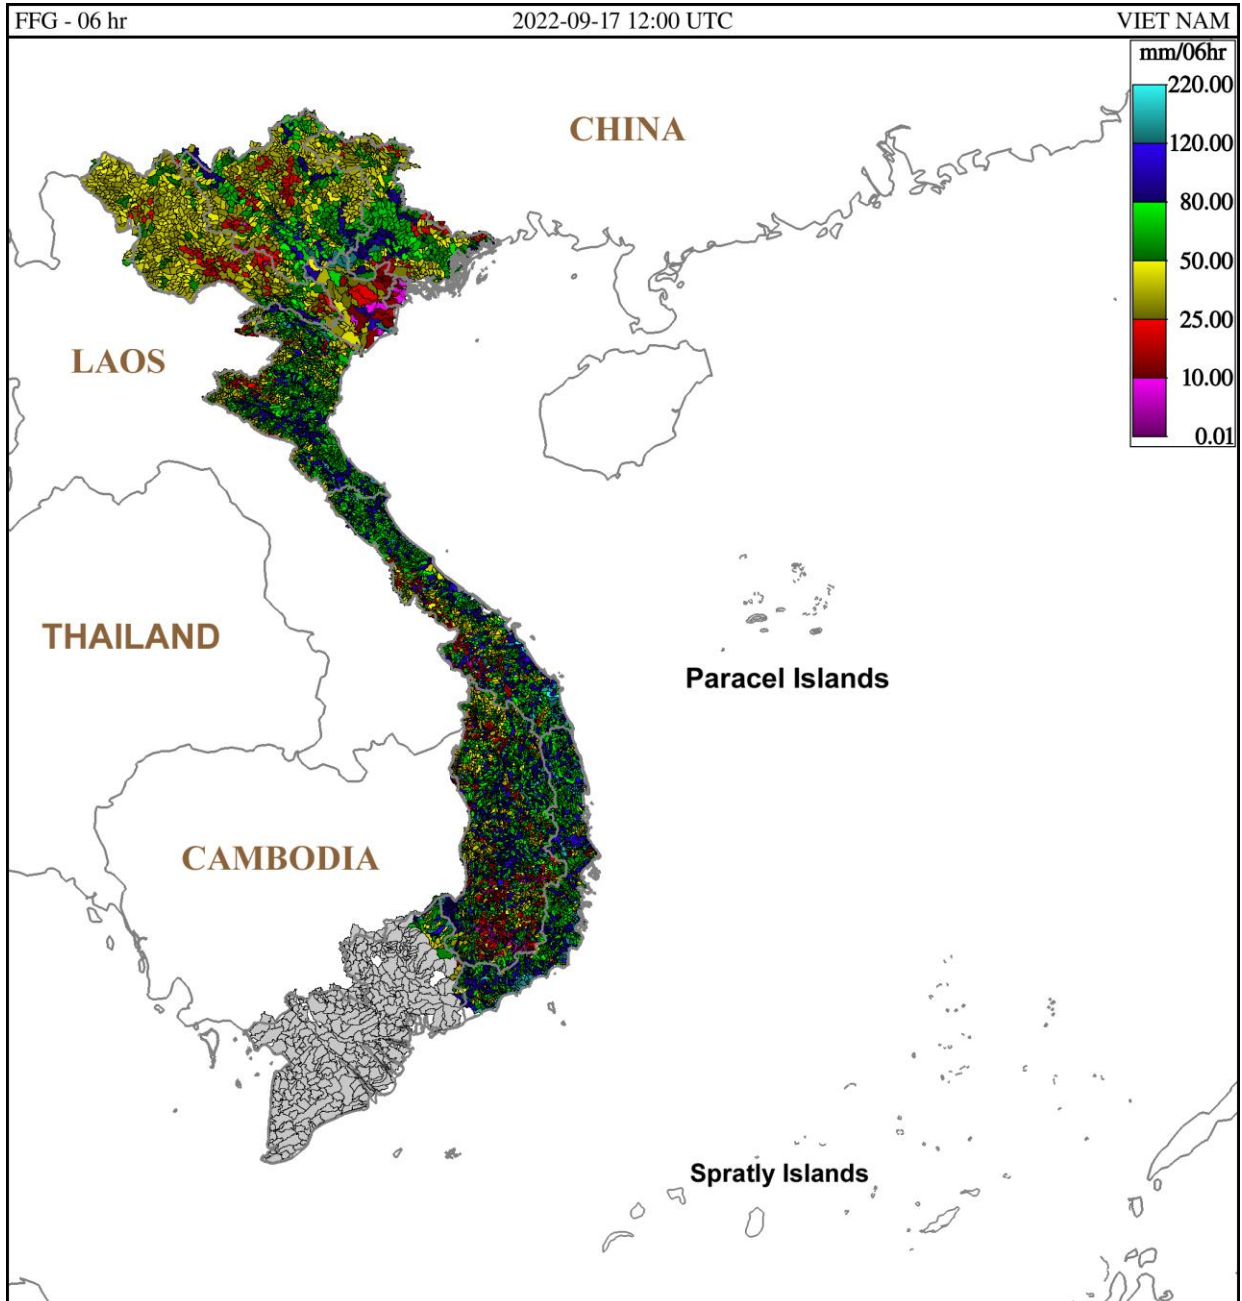 FFG - 06 hr
2022-09-17 12:00 UTC
VIET NAM
mm/06hr
220.00
120.00
80.00
50.00
25.00
10.00
0.01
CHINA
LAOS
THAILAND
Paracel Islands
CAMBODIA
Spratly Islands